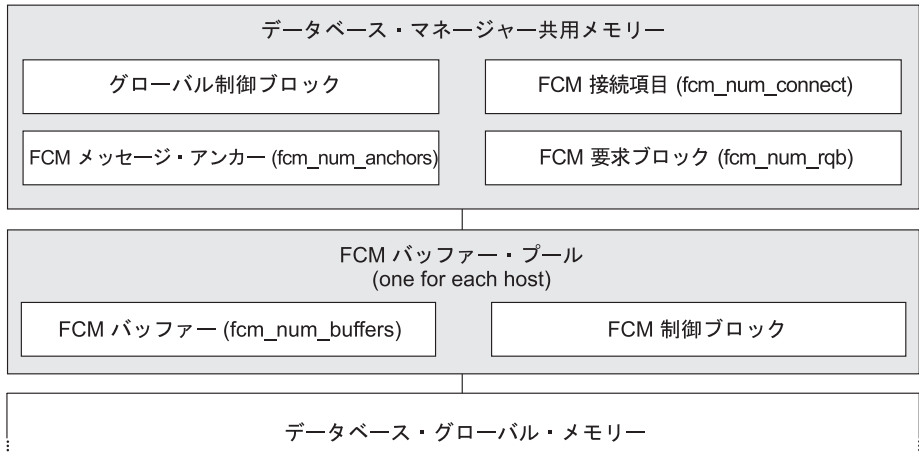 データベース・マネージャー共用メモリー
グローバル制御ブロック
FCM 接続項目 (fcm_num_connect)
FCM メッセージ・アンカー (fcm_num_anchors)
FCM 要求ブロック (fcm_num_rqb)
FCM バッファー・プール
(one for each host)
FCM バッファー (fcm_num_buffers)
FCM 制御ブロック
データベース・グローバル・メモリー